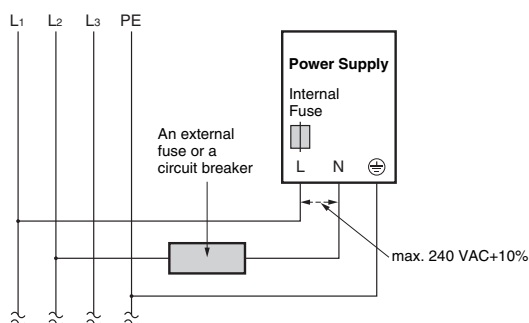 L1 L2 L3 PE
Power Supply
Internal
Fuse
L N
An external
fuse or a
circuit breaker
max. 240 VAC+10%